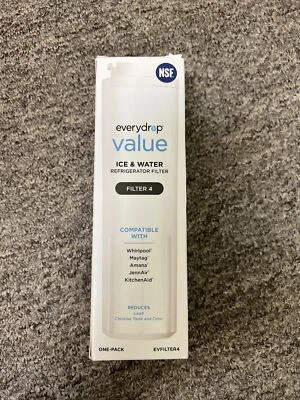 NSF
everydrop
value
ICE & WATER
REFRIGERATOR FILTER
FILTER 4
COMPATIBLE
WITH
Whirlpool®
Maytag®
Amana®
JennAir®
KitchenAid®
REDUCES
Lead
Chlorine Taste and Odor
ONE-PACK
EVFILTER4